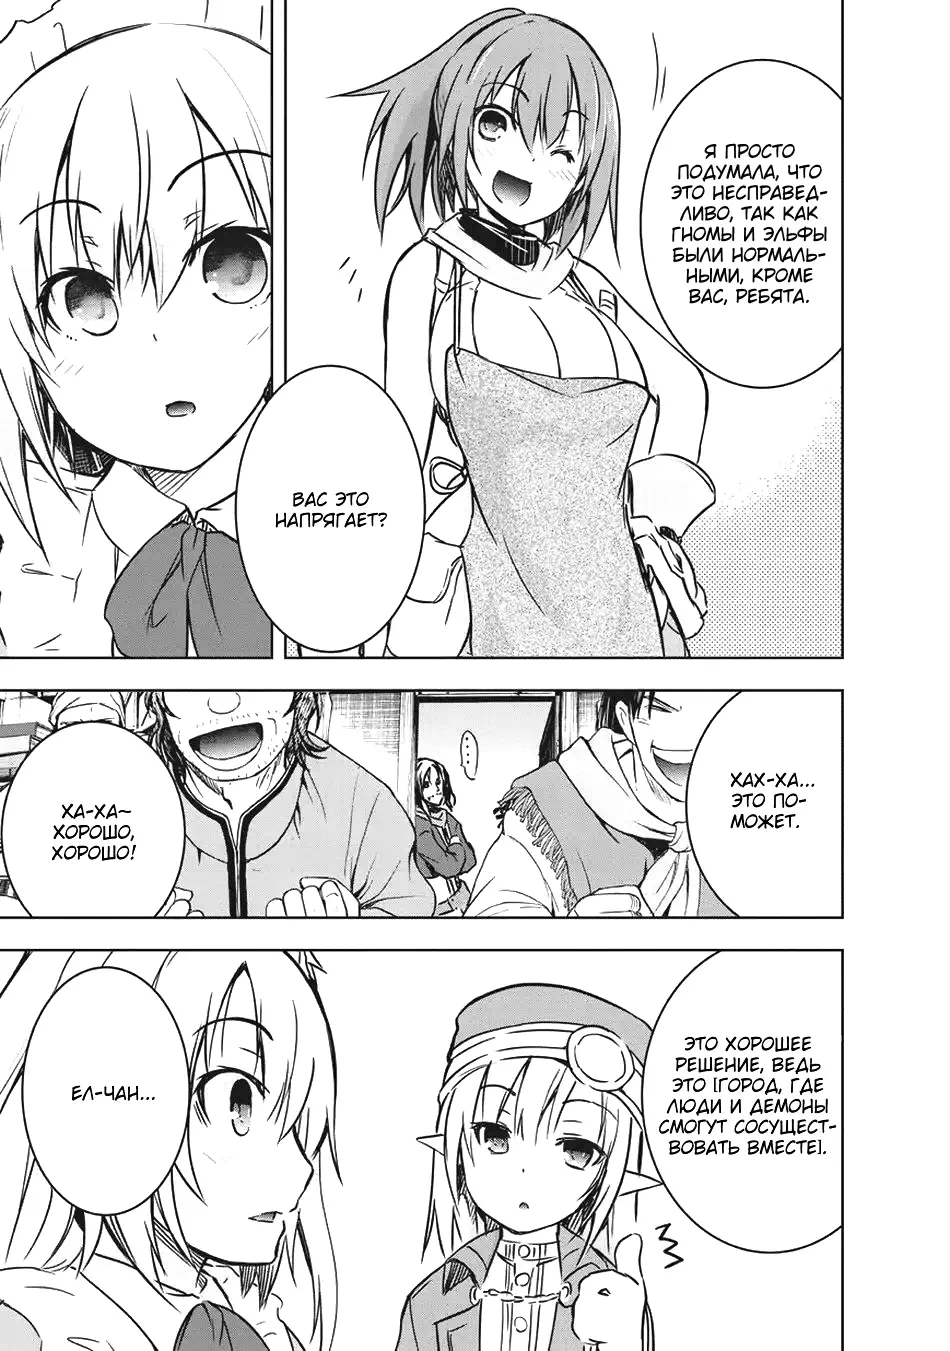 Я ПРОСТО
ПОДУМАЛА, ЧТО
ЭТО НЕСПРАВЕД-
ЛИВО, ТАК КАК
ГНОМЫ И ЭЛЬФЫ
БЫЛИ НОРМАЛЬ-
НЫМИ, КРОМЕ
ВАС, РЕБЯТА.
ВАС ЭТО
НАПРЯГАЕТ?
ХАХ-ХА...
ЭТО ПО-
МОЖЕТ.
...
ХА-ХА~
ХОРОШО,
ХОРОШО!
ЭТО ХОРОШЕЕ
РЕШЕНИЕ, ВЕДЬ
ЭТО [ГОРОД, ГДЕ
ЛЮДИ И ДЕМОНЫ
СМОГУТ СОСУЩЕСТ-
ВОВАТЬ ВМЕСТЕ].
ЕЛ-ЧАН...